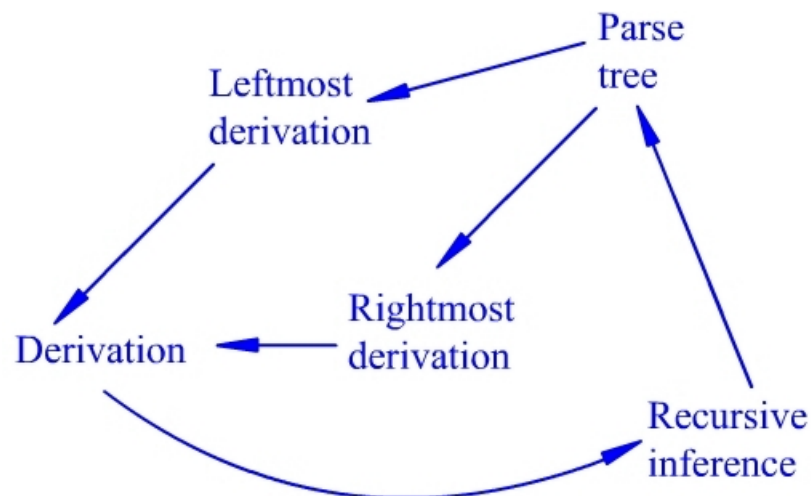 Parse
tree
Leftmost
derivation
Rightmost
derivation
Derivation
Recursive
inference